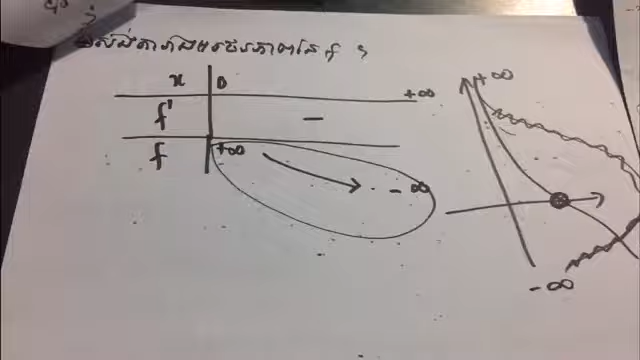 សង់តារាងអថេរភាពនៃ f ។
x 0 +∞
f' −
f +∞ → −∞
+∞
−∞